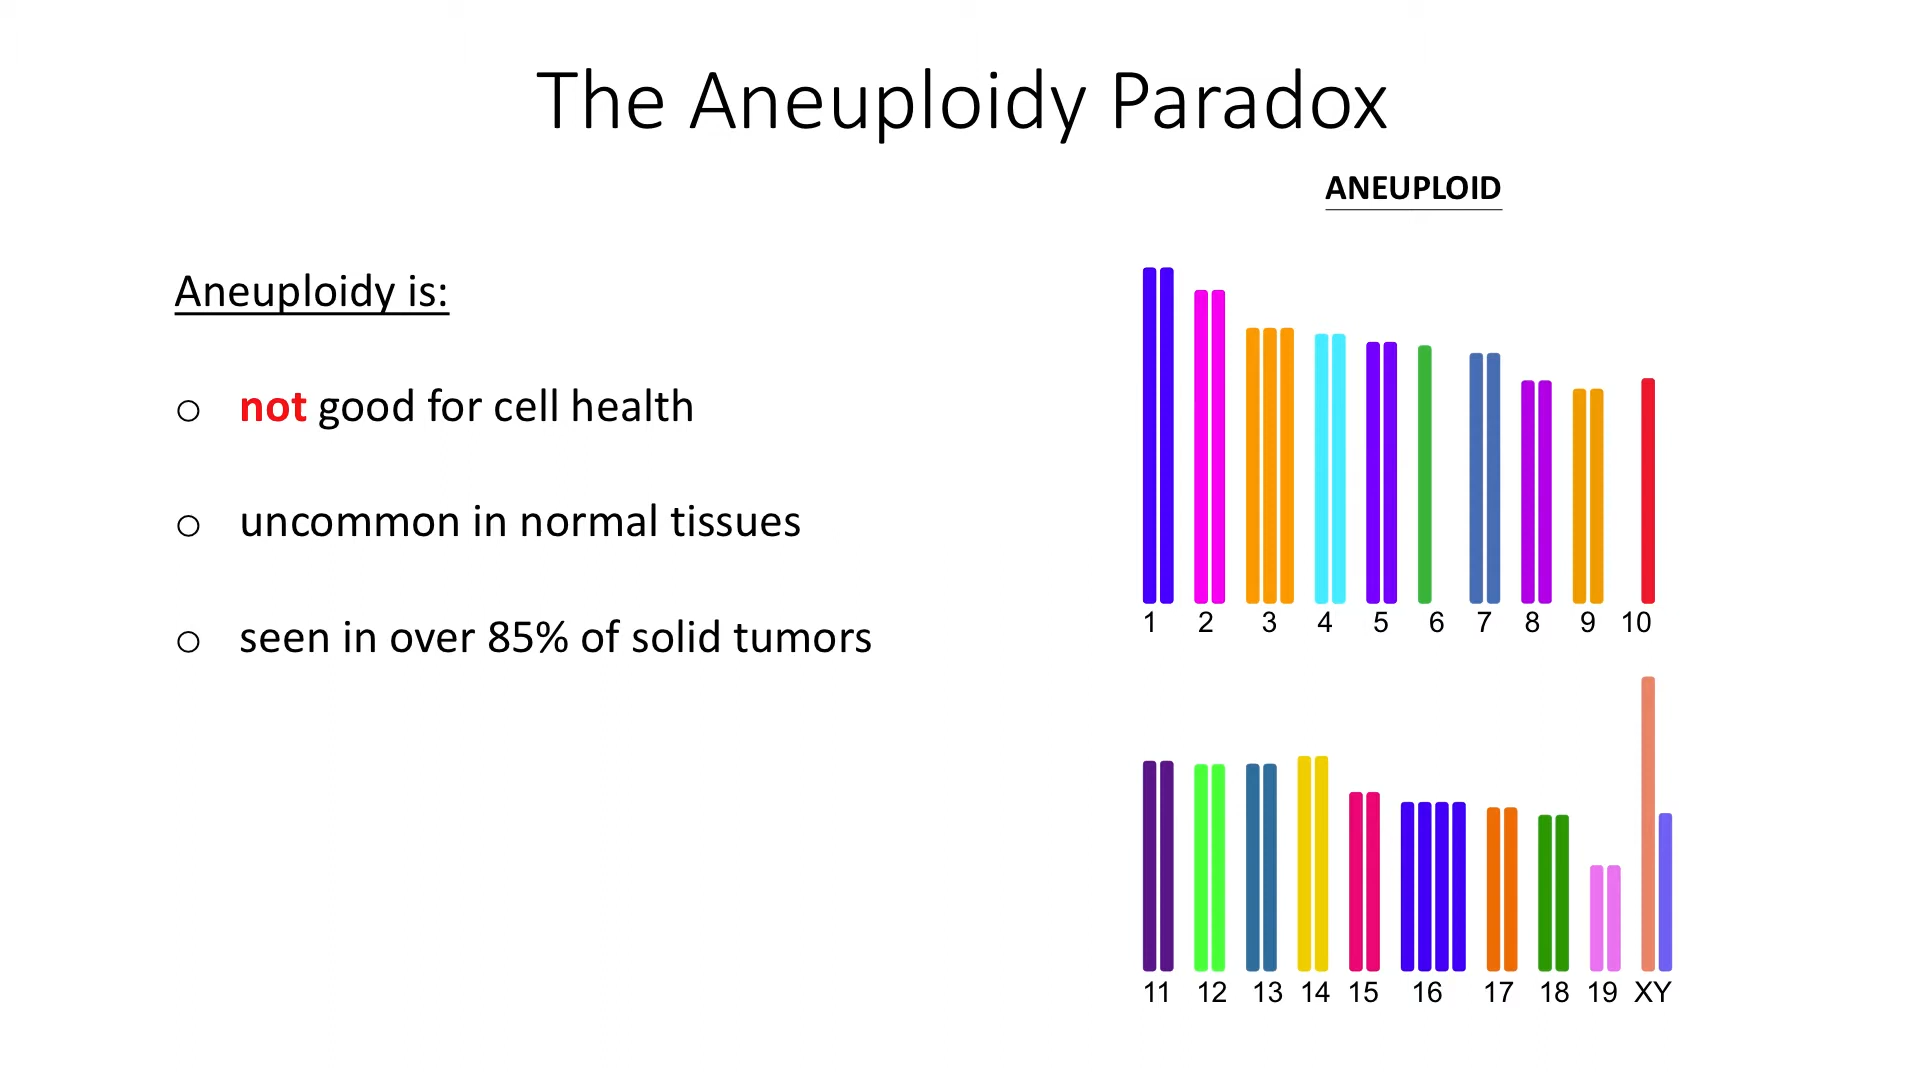 The Aneuploidy Paradox
ANEUPLOID
Aneuploidy is:
o not good for cell health
o uncommon in normal tissues
o seen in over 85% of solid tumors
1 2 3 4 5 6 7 8 9 10
11 12 13 14 15 16 17 18 19 XY